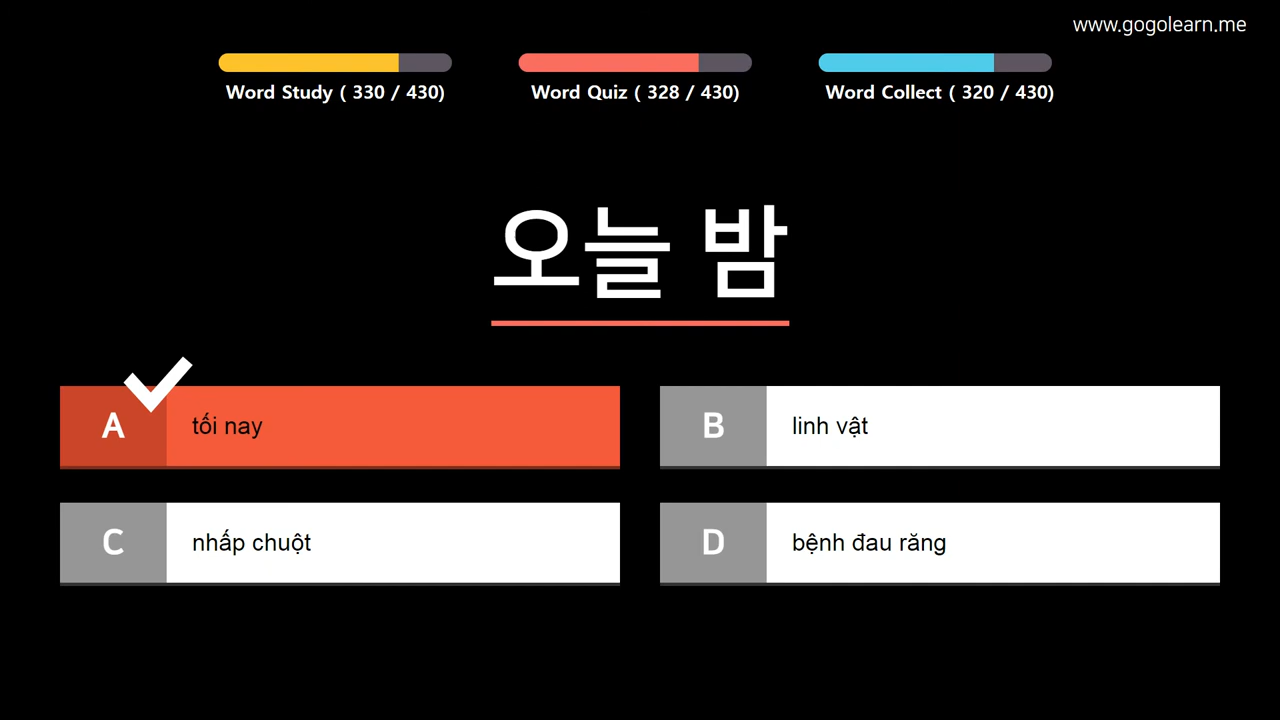 www.gogolearn.me
Word Study ( 330 / 430)
Word Quiz ( 328 / 430)
Word Collect ( 320 / 430)
오늘 밤
A tối nay
B linh vật
C nhấp chuột
D bệnh đau răng